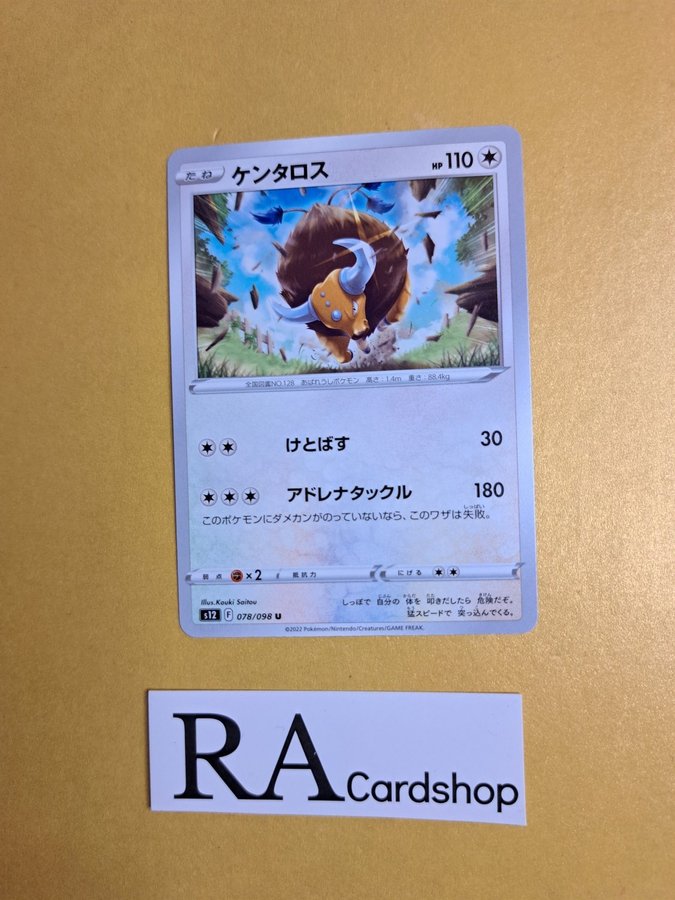 たね ケンタロス HP 110
全国図鑑NO.128 あばれうしポケモン 高さ：1.4m 重さ：88.4kg
けとばす 30
アドレナタックル 180
このポケモンにダメカンがのっていないなら、このワザは失敗。
弱点 ×2 抵抗力 にげる
Illus.Kouki Saitou
しっぽで 自分の 体を 叩きだしたら 危険だぞ。
猛スピードで 突っ込んでくる。
s12 F 078/098 U
©2022 Pokémon/Nintendo/Creatures/GAME FREAK.
RA Cardshop